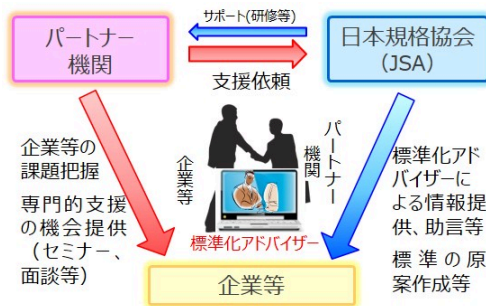 サポート(研修等)
パートナー
機関
日本規格協会
（JSA）
支援依頼
企業等の
課題把握
専門的支援
の機会提供
（セミナー、
面談等）
企業等
パートナー
機関
標準化アドバイザー
標準化アド
バイザーに
よる情報提
供、助言等
標準の原
案作成等
企業等